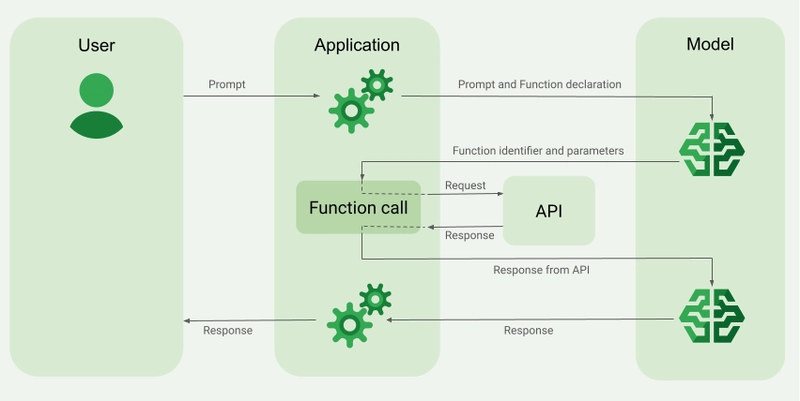 User
Application
Model
Prompt
Prompt and Function declaration
Function identifier and parameters
Request
Function call
API
Response
Response from API
Response
Response